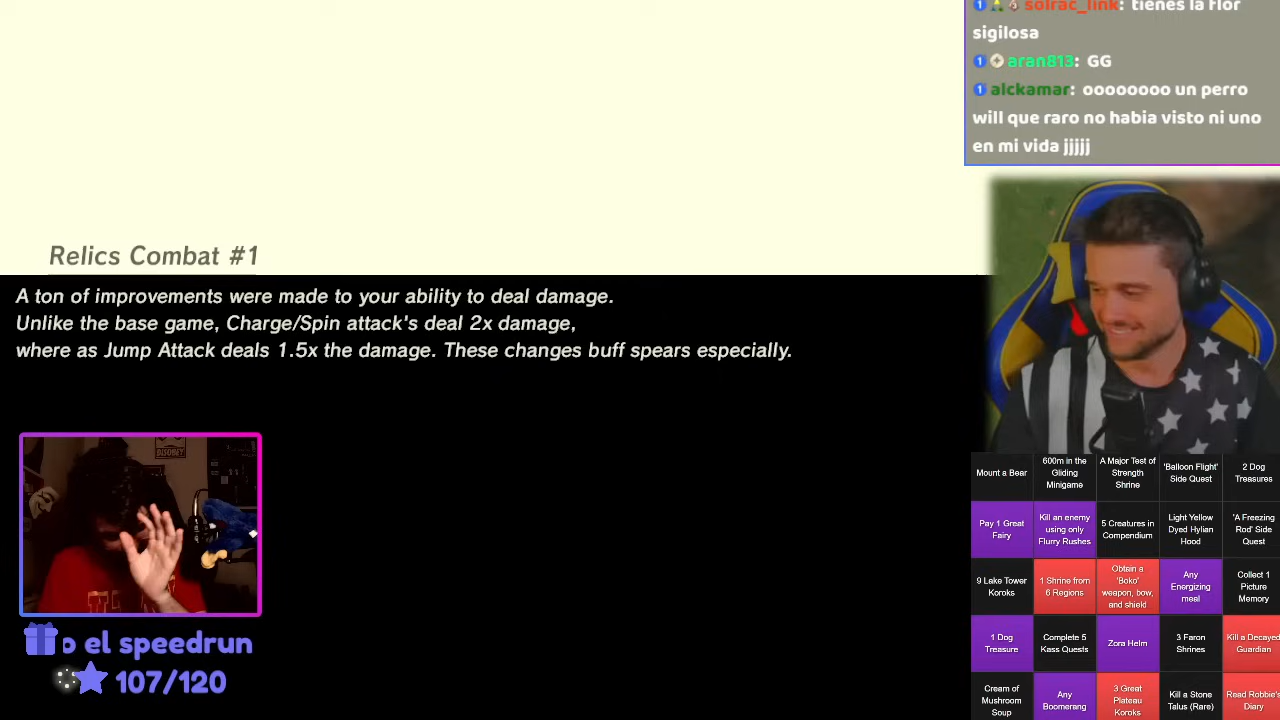 solrac_link: tienes la flor
sigilosa
aran813: GG
alckamar: oooooooo un perro
will que raro no habia visto ni uno
en mi vida jjjjj
Relics Combat #1
A ton of improvements were made to your ability to deal damage.
Unlike the base game, Charge/Spin attack's deal 2x damage,
where as Jump Attack deals 1.5x the damage. These changes buff spears especially.
DISOBEY
o el speedrun
107/120
Mount a Bear
600m in the
Gliding
Minigame
A Major Test of
Strength
Shrine
'Balloon Flight'
Side Quest
2 Dog
Treasures
Pay 1 Great
Fairy
Kill an enemy
using only
Flurry Rushes
5 Creatures in
Compendium
Light Yellow
Dyed Hylian
Hood
'A Freezing
Rod' Side
Quest
9 Lake Tower
Koroks
1 Shrine from
6 Regions
Obtain a
'Boko'
weapon, bow,
and shield
Any
Energizing
meal
Collect 1
Picture
Memory
1 Dog
Treasure
Complete 5
Kass Quests
Zora Helm
3 Faron
Shrines
Kill a Decayed
Guardian
Cream of
Mushroom
Soup
Any
Boomerang
3 Great
Plateau
Koroks
Kill a Stone
Talus (Rare)
Read Robbie's
Diary